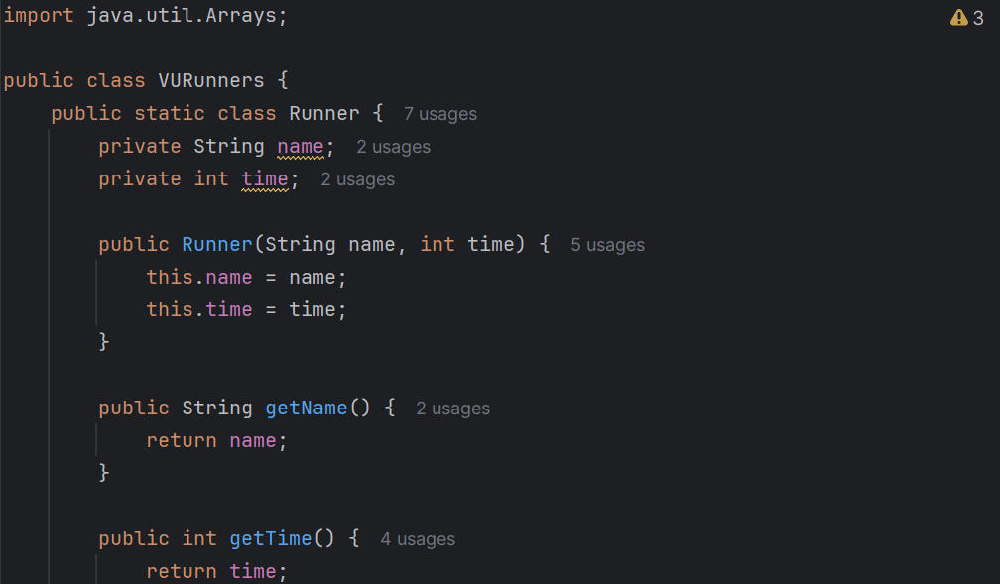 import java.util.Arrays;
3
public class VURunners {
public static class Runner { 7 usages
private String name; 2 usages
private int time; 2 usages
public Runner(String name, int time) { 5 usages
this.name = name;
this.time = time;
}
public String getName() { 2 usages
return name;
}
public int getTime() { 4 usages
return time;